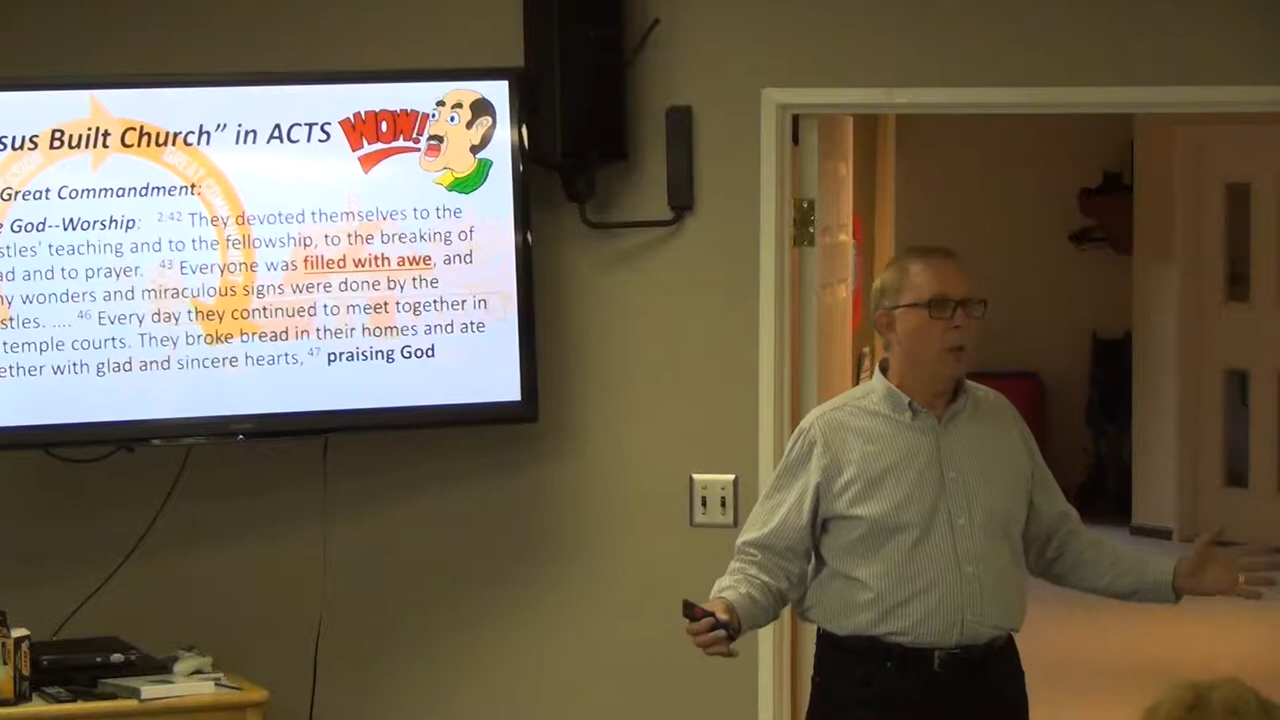 sus Built Church” in ACTS
WOW!
Great Commandment:
e God--Worship: 2:42 They devoted themselves to the
stles' teaching and to the fellowship, to the breaking of
ad and to prayer. 43 Everyone was filled with awe, and
ny wonders and miraculous signs were done by the
stles. .... 46 Every day they continued to meet together in
temple courts. They broke bread in their homes and ate
ether with glad and sincere hearts, 47 praising God